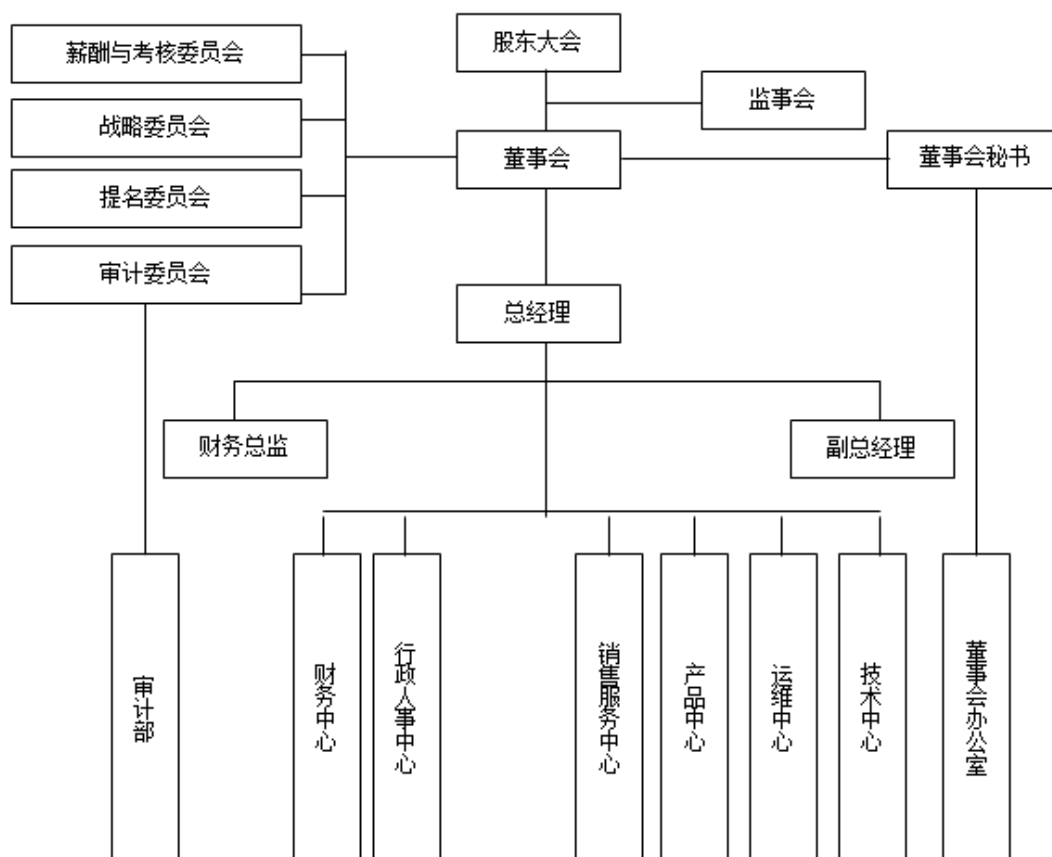 股东大会
薪酬与考核委员会
监事会
战略委员会
董事会
董事会秘书
提名委员会
审计委员会
总经理
财务总监
副总经理
审计部
财务中心
行政人事中心
销售服务中心
产品中心
运维中心
技术中心
董事会办公室